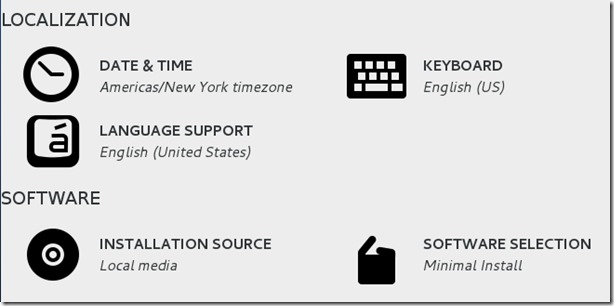 LOCALIZATION
DATE & TIME
Americas/New York timezone
KEYBOARD
English (US)
LANGUAGE SUPPORT
English (United States)
SOFTWARE
INSTALLATION SOURCE
Local media
SOFTWARE SELECTION
Minimal Install